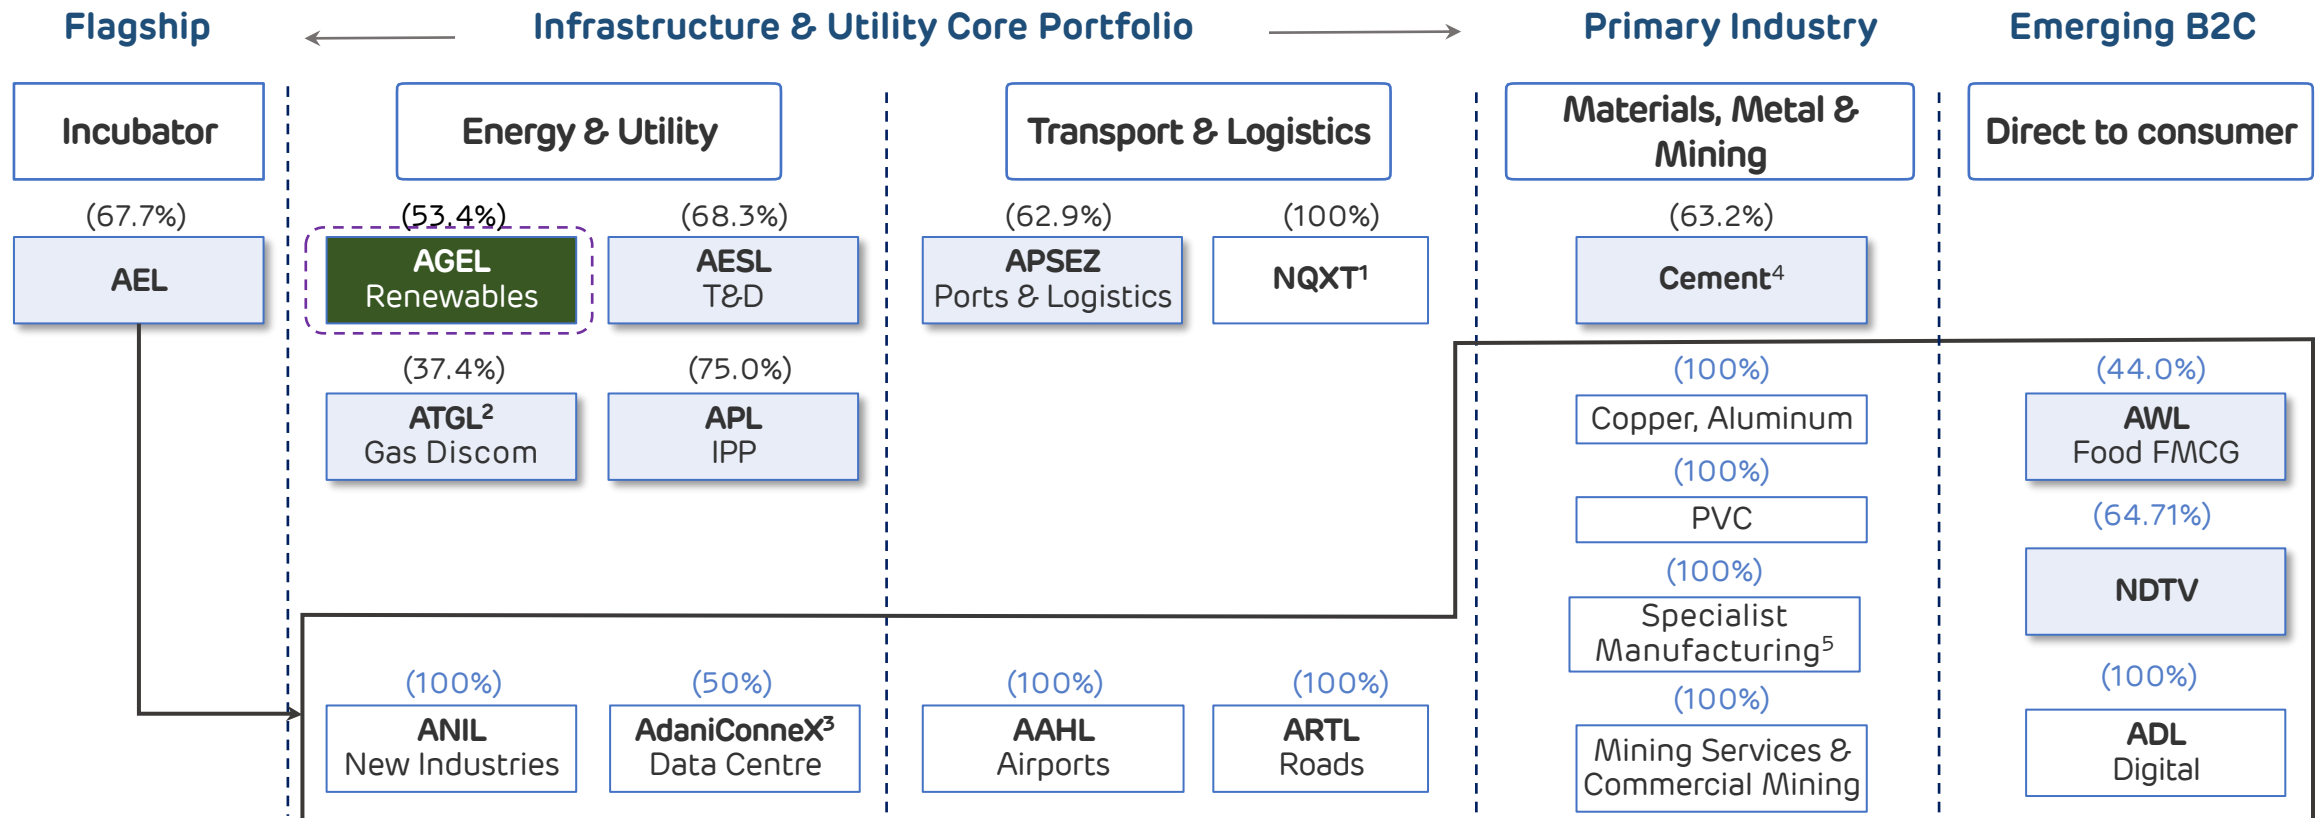 Flagship
Infrastructure & Utility Core Portfolio
Primary Industry
Emerging B2C
Incubator
Energy & Utility
Transport & Logistics
Materials, Metal &
Mining
Direct to consumer
(67.7%)
AEL
(53.4%)
AGEL
Renewables
(68.3%)
AESL
T&D
(62.9%)
APSEZ
Ports & Logistics
(100%)
NQXT¹
(63.2%)
Cement⁴
(37.4%)
ATGL²
Gas Discom
(75.0%)
APL
IPP
(100%)
Copper, Aluminum
(100%)
PVC
(100%)
Specialist
Manufacturing⁵
(100%)
Mining Services &
Commercial Mining
(44.0%)
AWL
Food FMCG
(64.71%)
NDTV
(100%)
ADL
Digital
(100%)
ANIL
New Industries
(50%)
AdaniConneX³
Data Centre
(100%)
AAHL
Airports
(100%)
ARTL
Roads